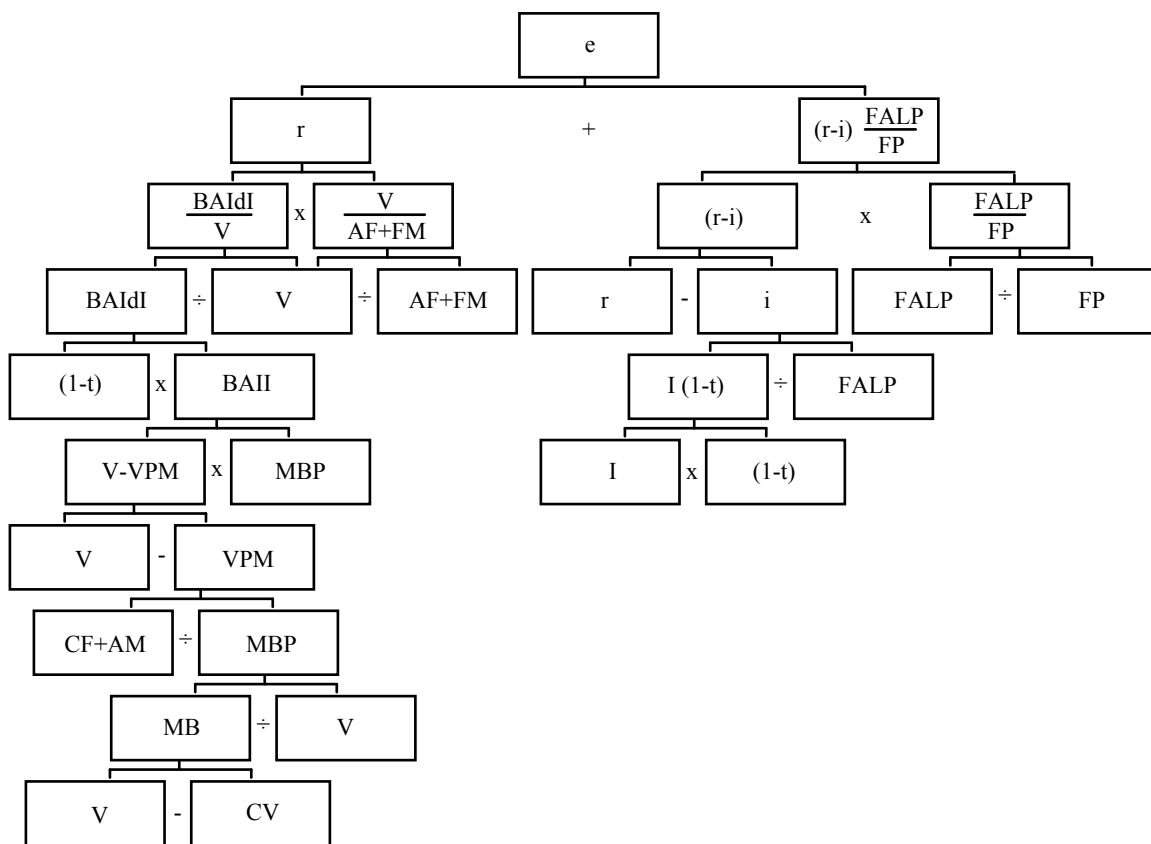 e
r + (r-i) FALP
FP
BAIdI x V (r-i) x FALP
V AF+FM FP
BAIdI ÷ V ÷ AF+FM r - i FALP ÷ FP
(1-t) x BAII I (1-t) ÷ FALP
V-VPM x MBP I x (1-t)
V - VPM
CF+AM ÷ MBP
MB ÷ V
V - CV